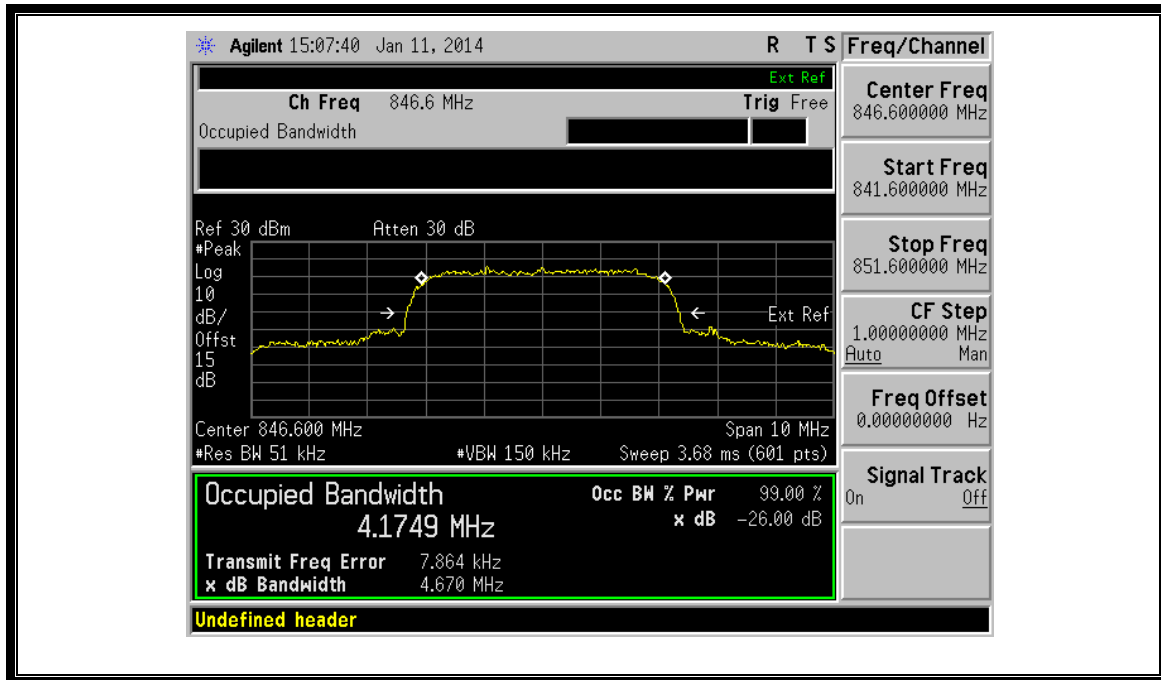 Agilent 15:07:40 Jan 11, 2014 R T S
Ext Ref
Ch Freq 846.6 MHz Trig Free
Occupied Bandwidth
Ref 30 dBm Atten 30 dB
#Peak
Log
10
dB/
Offst
15
dB
Ext Ref
Center 846.600 MHz Span 10 MHz
#Res BW 51 kHz #VBW 150 kHz Sweep 3.68 ms (601 pts)
Occupied Bandwidth Occ BW % Pwr 99.00 %
4.1749 MHz x dB -26.00 dB
Transmit Freq Error 7.864 kHz
x dB Bandwidth 4.670 MHz
Undefined header
Freq/Channel
Center Freq
846.600000 MHz
Start Freq
841.600000 MHz
Stop Freq
851.600000 MHz
CF Step
1.00000000 MHz
Auto Man
Freq Offset
0.00000000 Hz
Signal Track
On Off